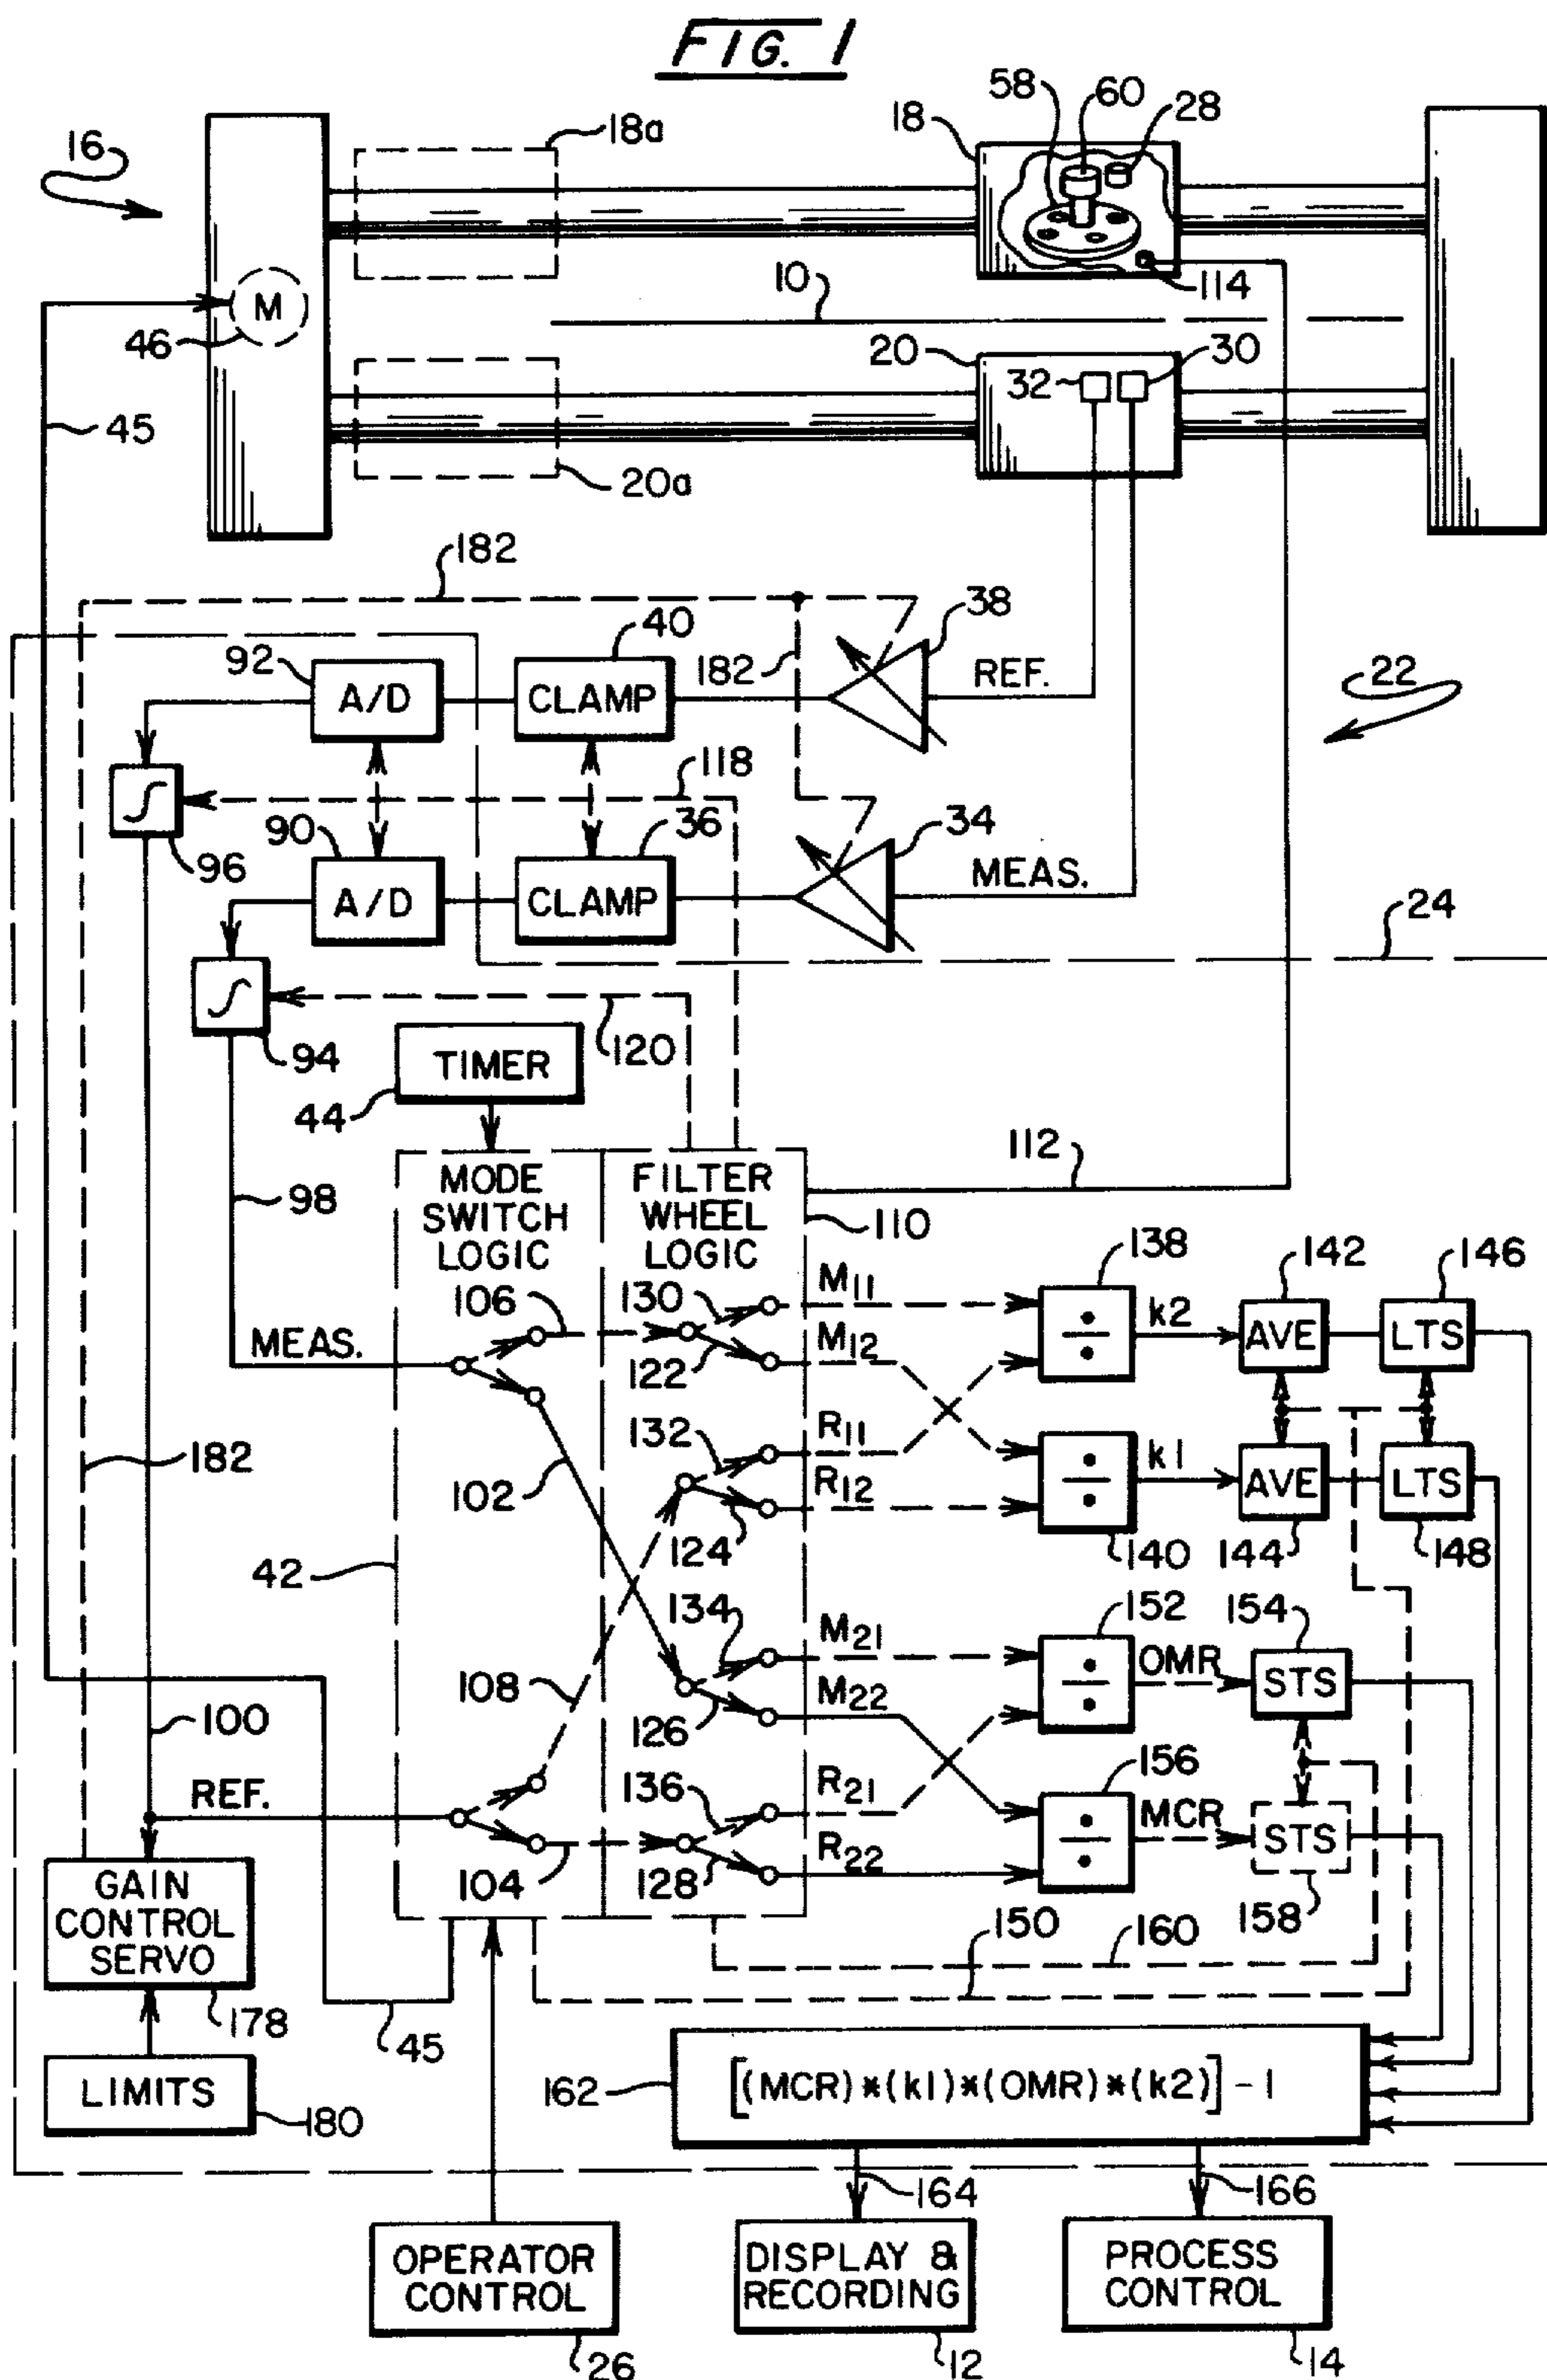 FIG. 1
58 60 28
16 18a 18
M 10 114
46 20 32 30
45
20a
182
38
92 40 182 REF. 22
A/D CLAMP
118
∫
90 36 34
96 MEAS.
A/D CLAMP
24
∫
120
94 TIMER
44
112
98 MODE
SWITCH
LOGIC
FILTER
WHEEL
LOGIC
110
138 142 146
106 130 M11
÷ k2 AVE LTS
MEAS. 122 M12
132 R11
182 102 ÷ k1 AVE LTS
R12
124 140 144 148
42
134 M21 152 154
÷ OMR STS
108 M22
100 126
136 R21 156
REF. ÷ MCR STS
104 128 R22 158
GAIN
CONTROL
SERVO
150 160
178 45
LIMITS
180
162 [(MCR)*(k1)*(OMR)*(k2)]-1
164 166
OPERATOR
CONTROL
DISPLAY &
RECORDING
PROCESS
CONTROL
26 12 14